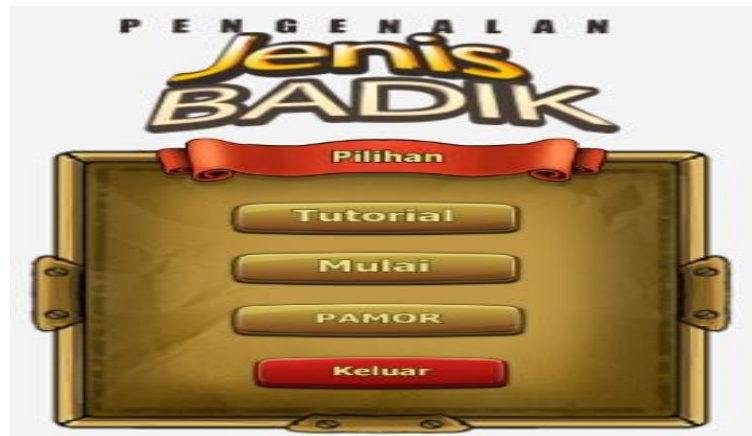 PENGENALAN
Jenis
BADIK
Pilihan
Tutorial
Mulai
PAMOR
Keluar